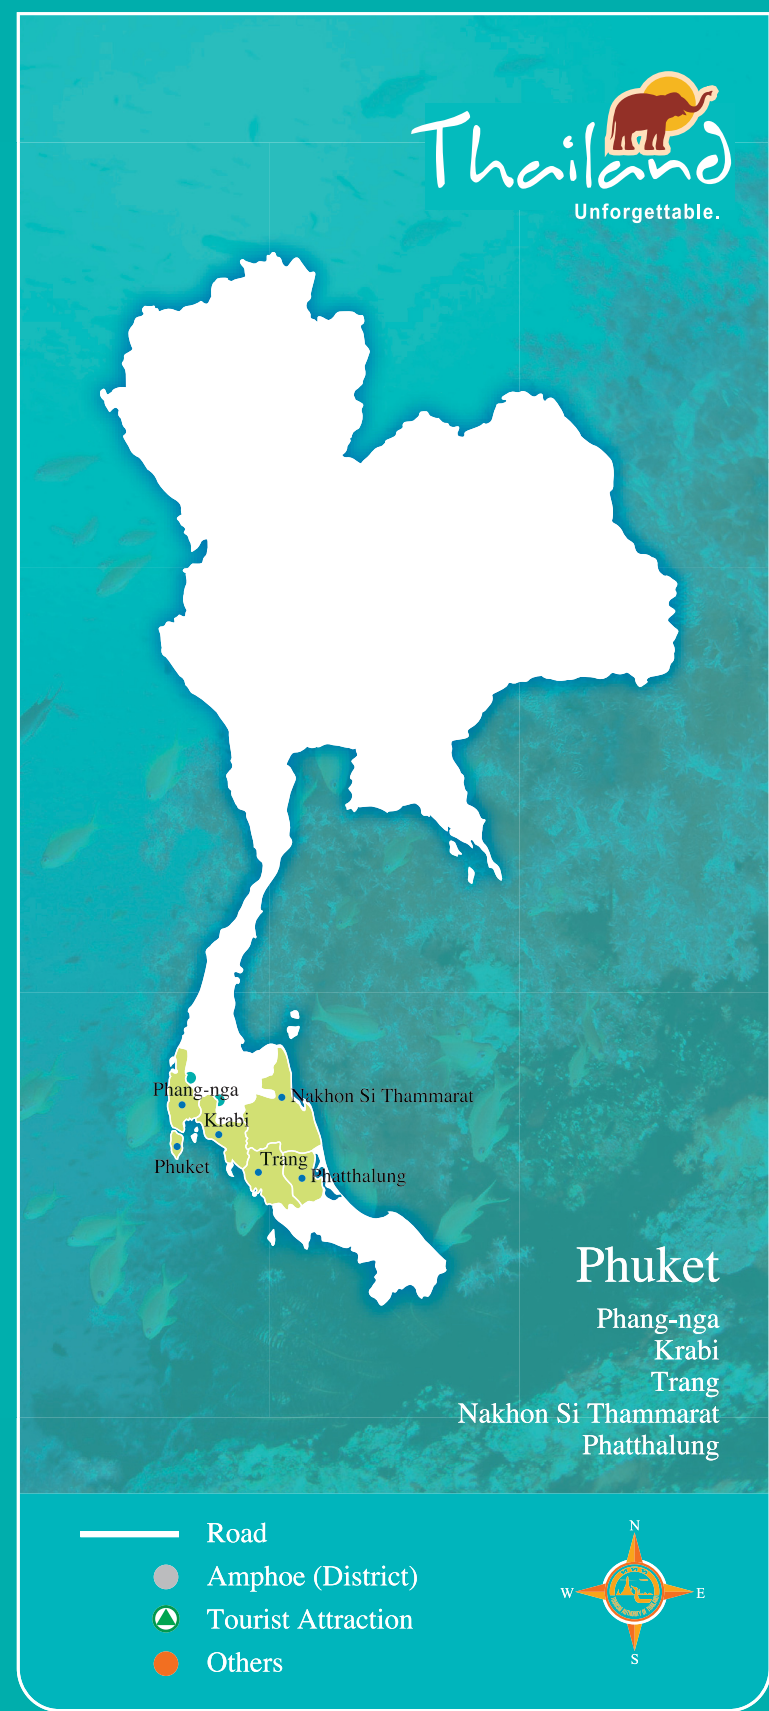 Thailand
Unforgettable.
Phang-nga
Nakhon Si Thammarat
Krabi
Phuket
Trang
Phatthalung
Phuket
Phang-nga
Krabi
Trang
Nakhon Si Thammarat
Phatthalung
Road
Amphoe (District)
Tourist Attraction
Others
N
W
E
S